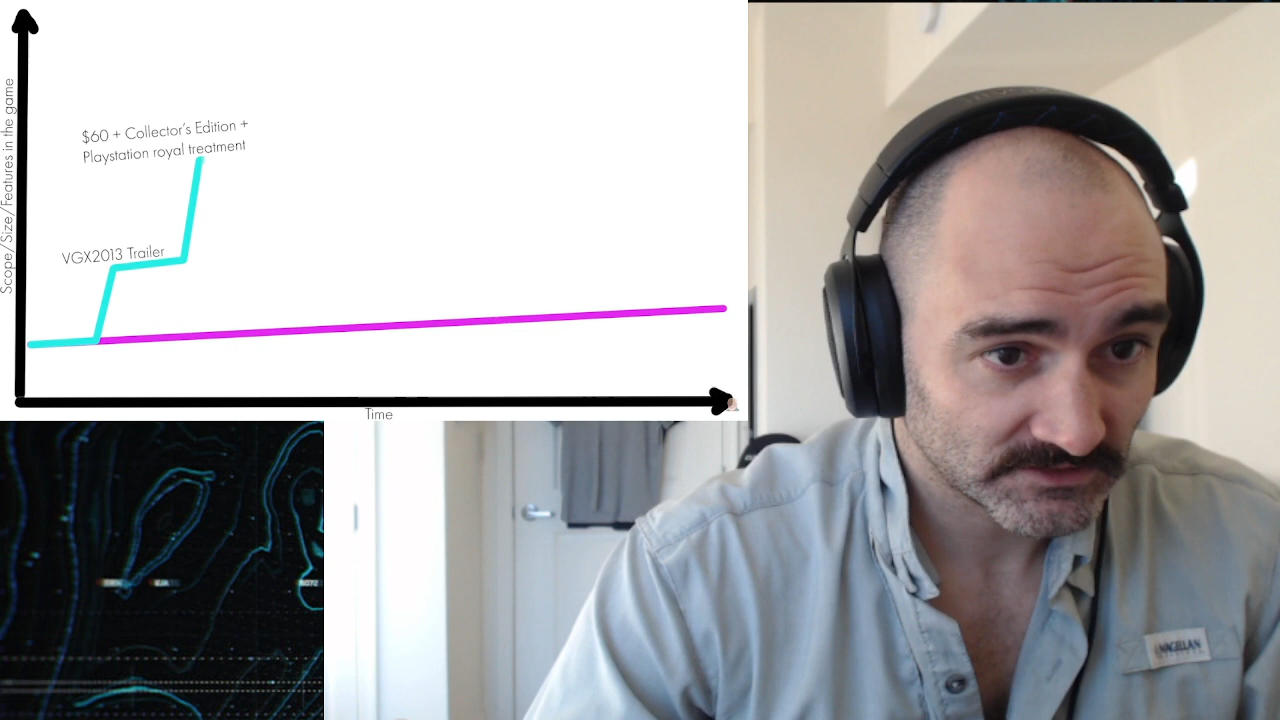 $60 + Collector's Edition +
Playstation royal treatment
VGX2013 Trailer
Scope/Size/Features in the game
Time
MAGELLAN